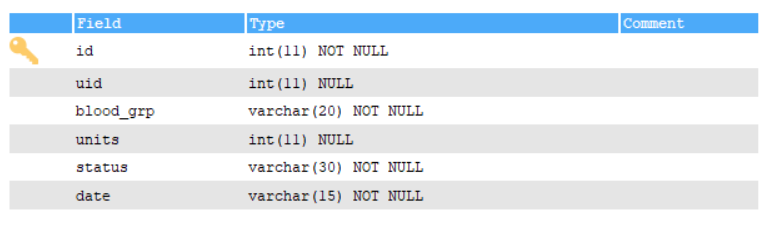 Field Type Comment
id int(11) NOT NULL
uid int(11) NULL
blood_grp varchar(20) NOT NULL
units int(11) NULL
status varchar(30) NOT NULL
date varchar(15) NOT NULL